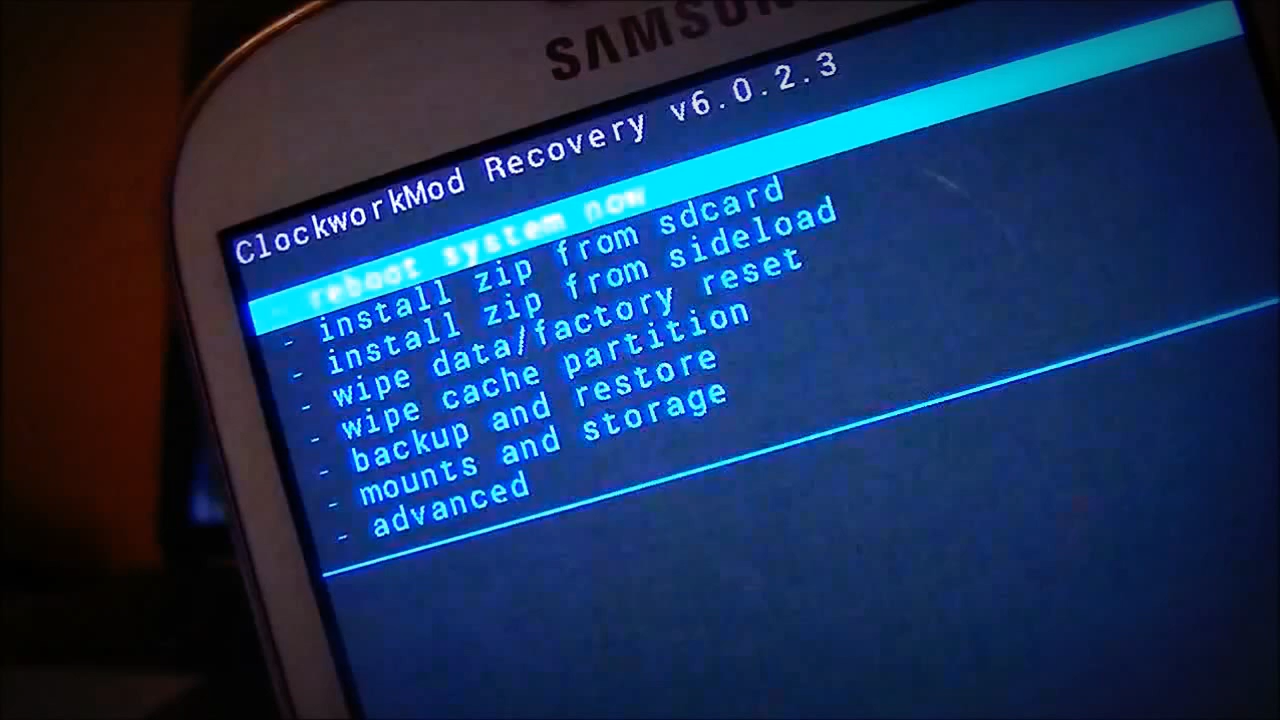 SAMSUNG
ClockworkMod Recovery v6.0.2.3
- reboot system now
- install zip from sdcard
- install zip from sideload
- wipe data/factory reset
- wipe cache partition
- backup and restore
- mounts and storage
- advanced